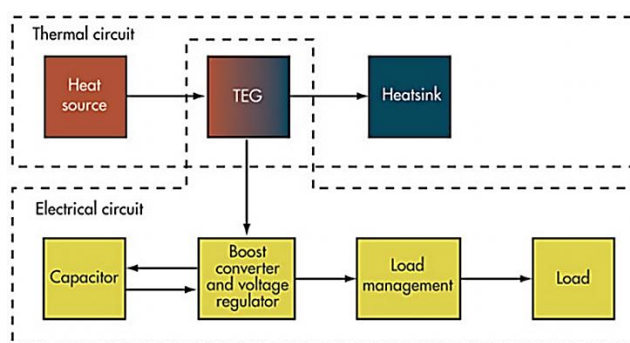 Thermal circuit
Heat
source
TEG
Heatsink
Electrical circuit
Capacitor
Boost
converter
and voltage
regulator
Load
management
Load